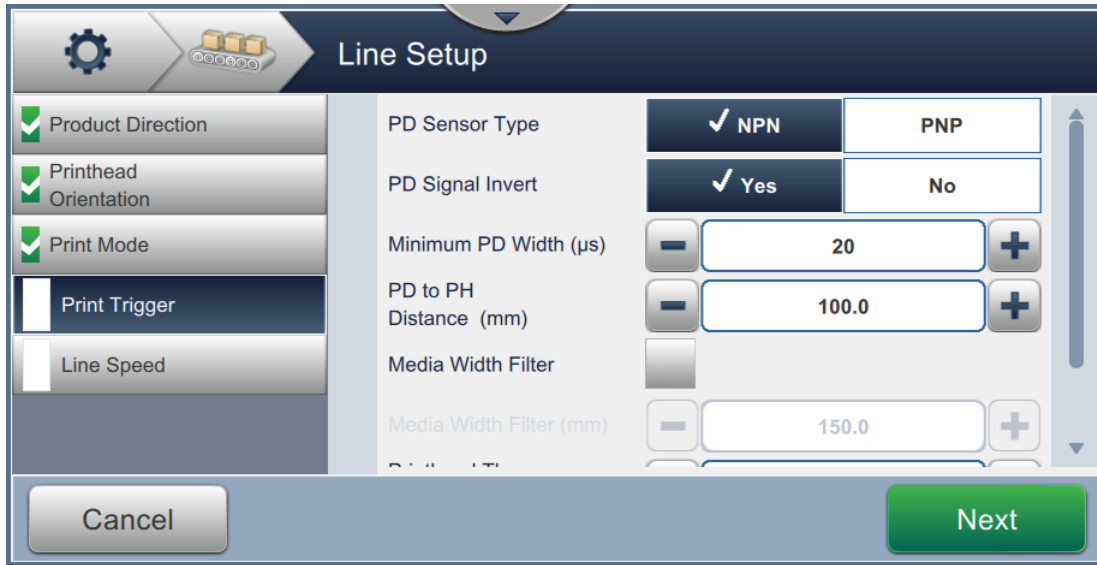 Line Setup
Product Direction
Printhead
Orientation
Print Mode
Print Trigger
Line Speed
PD Sensor Type
NPN
PNP
PD Signal Invert
Yes
No
Minimum PD Width (µs)
20
PD to PH
Distance (mm)
100.0
Media Width Filter
Media Width Filter (mm)
150.0
Cancel
Next